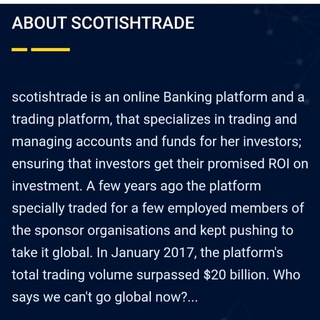 ABOUT SCOTISHTRADE
scotishtrade is an online Banking platform and a
trading platform, that specializes in trading and
managing accounts and funds for her investors;
ensuring that investors get their promised ROI on
investment. A few years ago the platform
specially traded for a few employed members of
the sponsor organisations and kept pushing to
take it global. In January 2017, the platform's
total trading volume surpassed $20 billion. Who
says we can't go global now?...